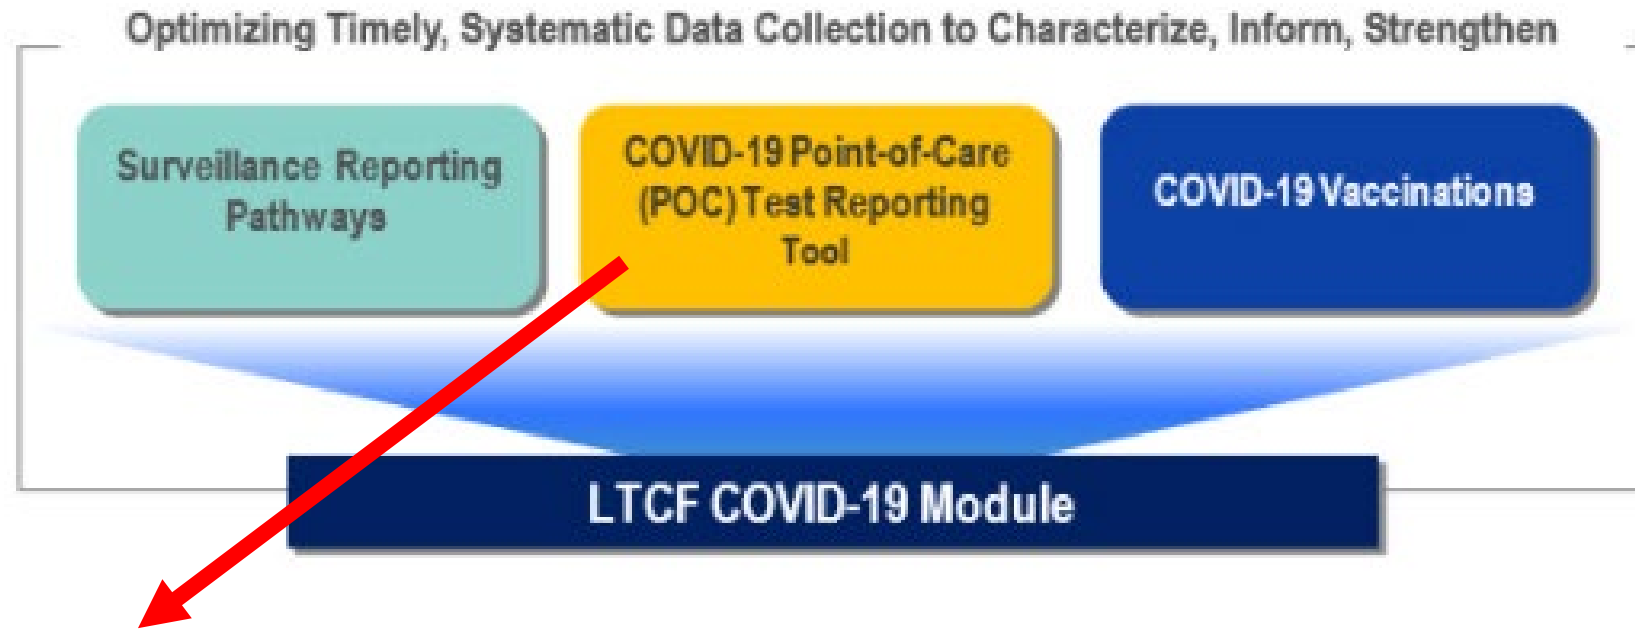 Optimizing Timely, Systematic Data Collection to Characterize, Inform, Strengthen
Surveillance Reporting
Pathways
COVID-19 Point-of-Care
(POC) Test Reporting
Tool
COVID-19 Vaccinations
LTCF COVID-19 Module